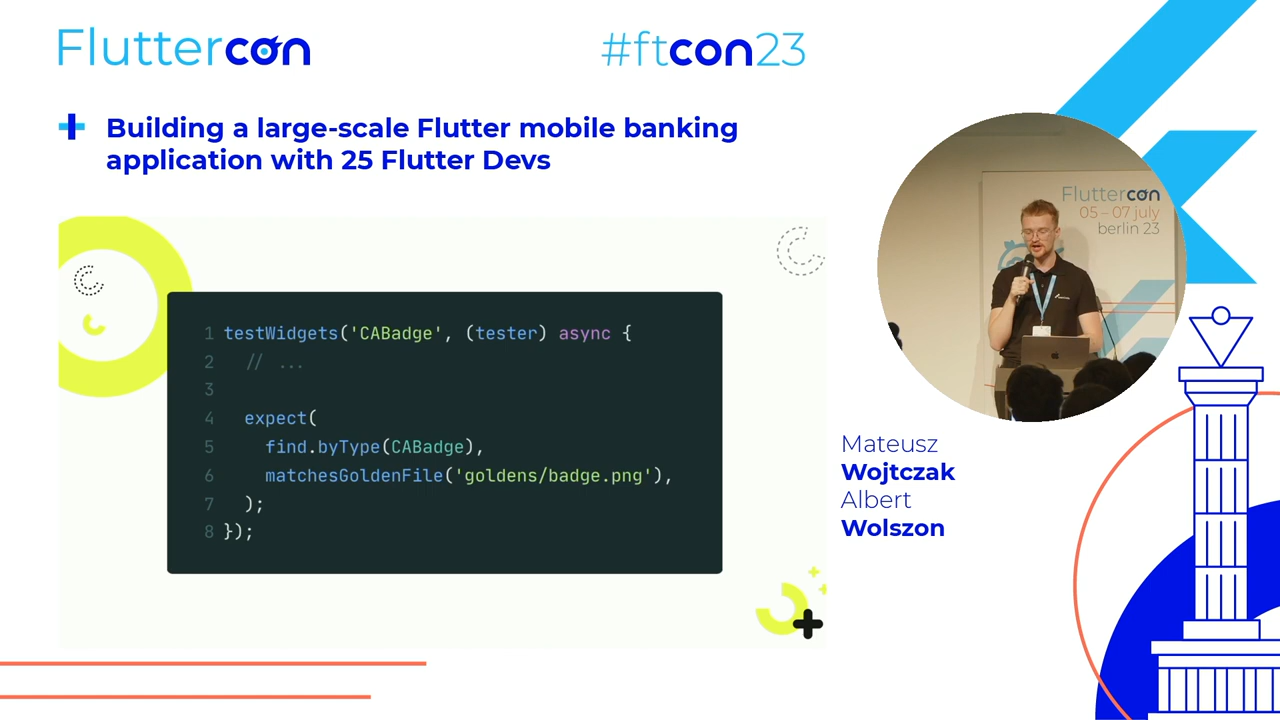 Fluttercon
#ftcon23
Building a large-scale Flutter mobile banking
application with 25 Flutter Devs
1 testWidgets('CABadge', (tester) async {
2 // ...
3
4 expect(
5 find.byType(CABadge),
6 matchesGoldenFile('goldens/badge.png'),
7 );
8 });
Fluttercon
05 – 07 july
berlin 23
Mateusz
Wojtczak
Albert
Wolszon